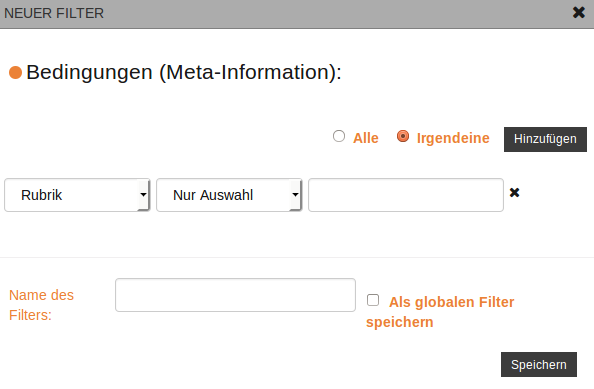 NEUER FILTER
Bedingungen (Meta-Information):
Alle Irgendeine Hinzufügen
Rubrik Nur Auswahl
Name des
Filters:
Als globalen Filter
speichern
Speichern